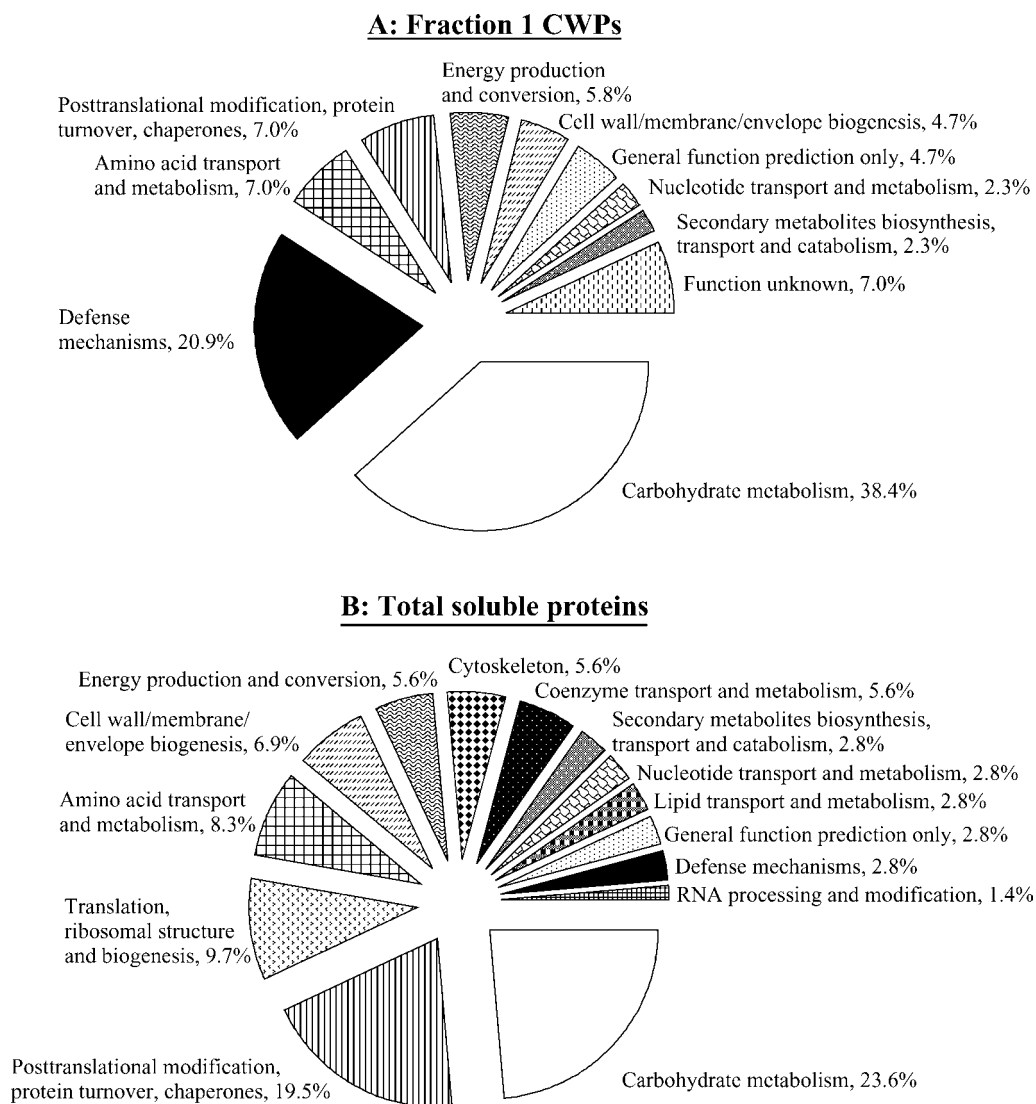 A: Fraction 1 CWPs
Energy production
and conversion, 5.8%
Posttranslational modification, protein
turnover, chaperones, 7.0%
Cell wall/membrane/envelope biogenesis, 4.7%
Amino acid transport
and metabolism, 7.0%
General function prediction only, 4.7%
Nucleotide transport and metabolism, 2.3%
Secondary metabolites biosynthesis,
transport and catabolism, 2.3%
Function unknown, 7.0%
Defense
mechanisms, 20.9%
Carbohydrate metabolism, 38.4%
B: Total soluble proteins
Cytoskeleton, 5.6%
Energy production and conversion, 5.6%
Coenzyme transport and metabolism, 5.6%
Cell wall/membrane/
envelope biogenesis, 6.9%
Secondary metabolites biosynthesis,
transport and catabolism, 2.8%
Nucleotide transport and metabolism, 2.8%
Amino acid transport
and metabolism, 8.3%
Lipid transport and metabolism, 2.8%
General function prediction only, 2.8%
Defense mechanisms, 2.8%
RNA processing and modification, 1.4%
Translation,
ribosomal structure
and biogenesis, 9.7%
Posttranslational modification,
protein turnover, chaperones, 19.5%
Carbohydrate metabolism, 23.6%